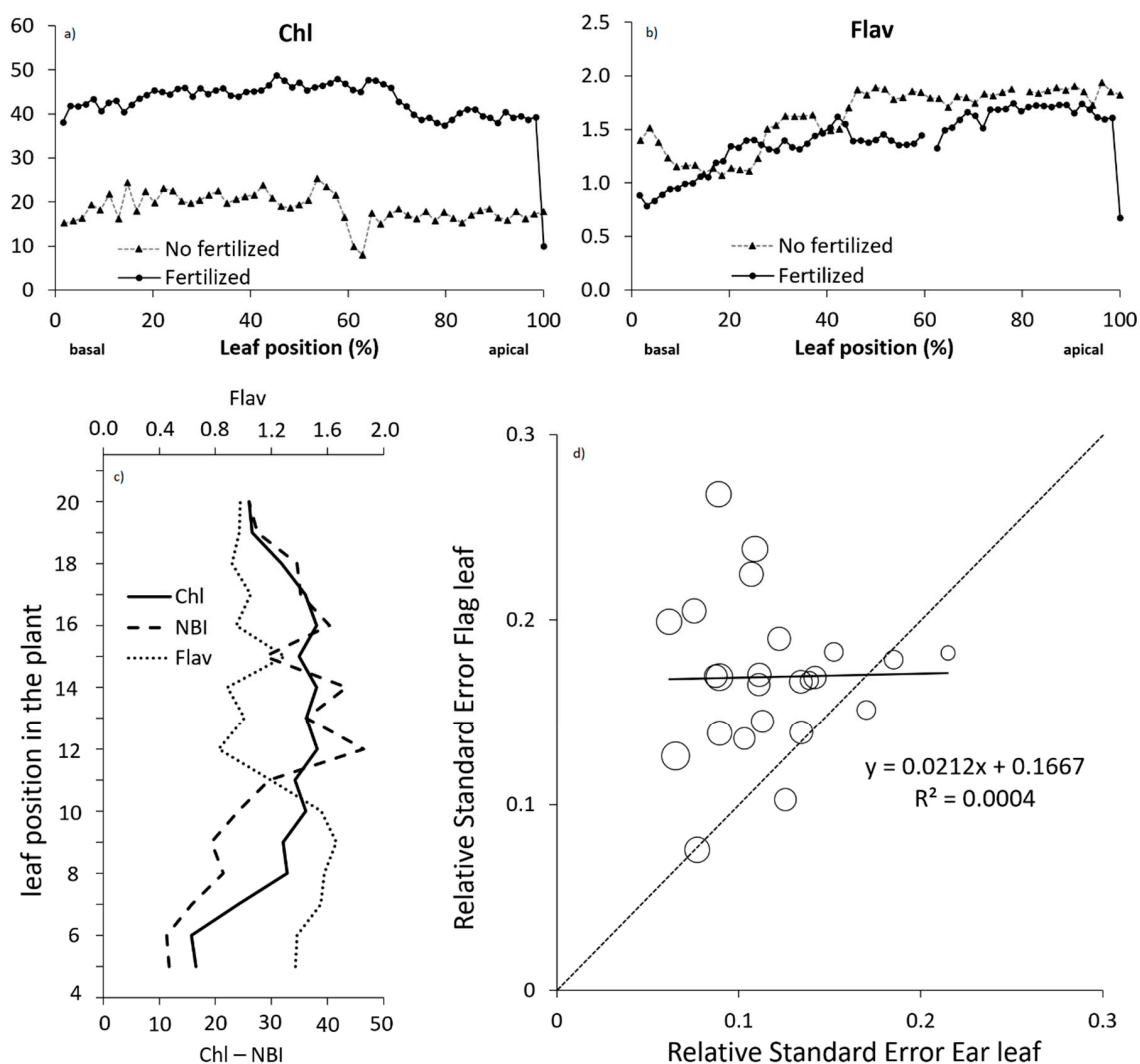 a)
Chl
60
50
40
30
20
10
0
No fertilized
Fertilized
0 20 40 60 80 100
basal Leaf position (%) apical
b)
Flav
2.5
2.0
1.5
1.0
0.5
0.0
No fertilized
Fertilized
0 20 40 60 80 100
basal Leaf position (%) apical
Flav
0.0 0.4 0.8 1.2 1.6 2.0
c)
leaf position in the plant
20
18
16
14
12
10
8
6
4
Chl
NBI
Flav
0 10 20 30 40 50
Chl – NBI
d)
Relative Standard Error Flag leaf
0.3
0.2
0.1
0
y = 0.0212x + 0.1667
R² = 0.0004
0 0.1 0.2 0.3
Relative Standard Error Ear leaf